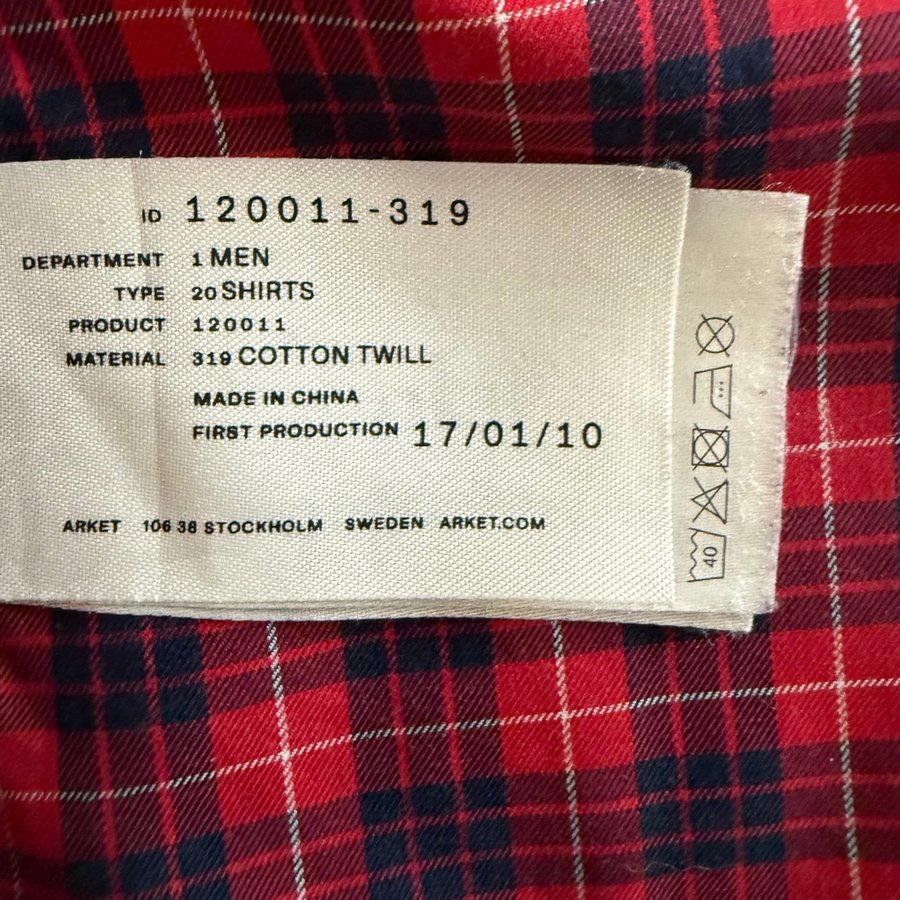 ID 120011-319
DEPARTMENT 1 MEN
TYPE 20 SHIRTS
PRODUCT 120011
MATERIAL 319 COTTON TWILL
MADE IN CHINA
FIRST PRODUCTION 17/01/10
ARKET 106 38 STOCKHOLM SWEDEN ARKET.COM
40